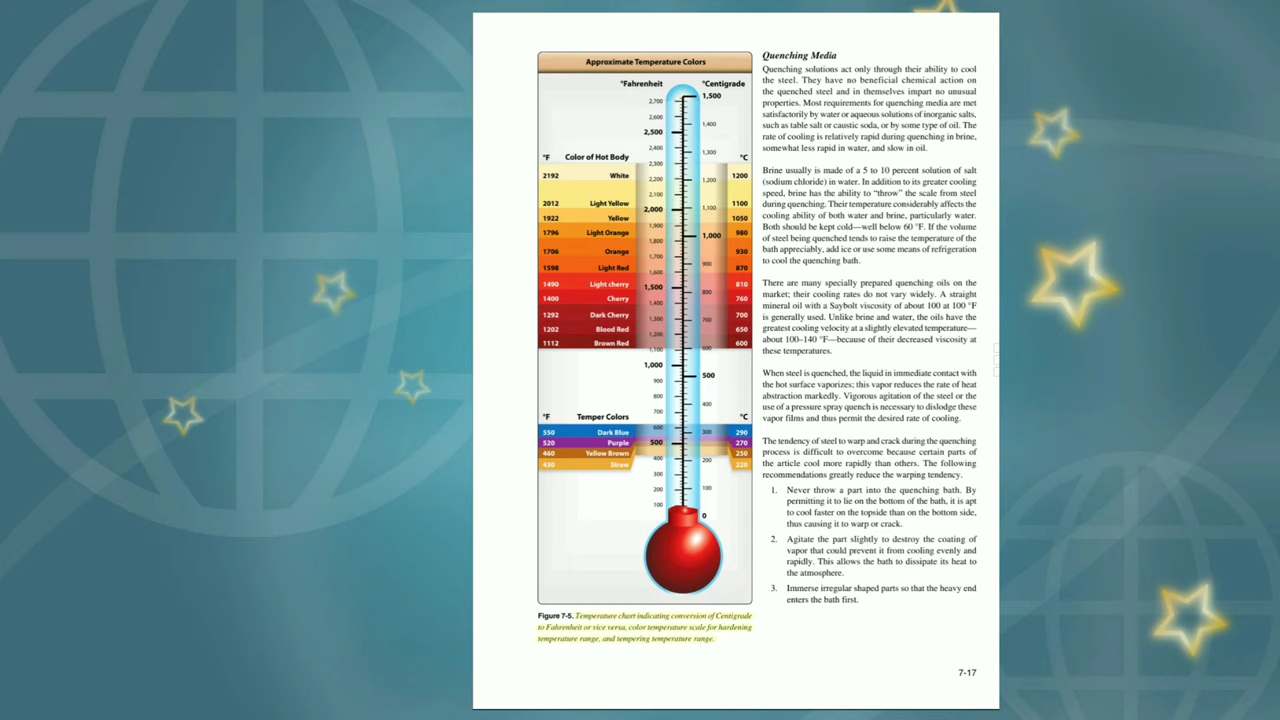 Approximate Temperature Colors
°Fahrenheit °Centigrade
1,500
2,700
2,600
1,400
2,500
2,400
1,300
°F Color of Hot Body °C
2,300
2192 White 2,200 1,200 1200
2,100
2012 Light Yellow 2,000 1,100 1100
1922 Yellow 1,900 1050
1796 Light Orange 1,800 1,000 980
1706 Orange 1,700 930
900
1598 Light Red 1,600 870
1490 Light cherry 1,500 800 810
1400 Cherry 1,400 760
1292 Dark Cherry 1,300 700 700
1202 Blood Red 1,200 650
1112 Brown Red 1,100 600 600
1,000
500
900
800
400
700
°F Temper Colors °C
600
550 Dark Blue 300 290
520 Purple 500 270
460 Yellow Brown 400 250
430 Straw 200 220
300
200 100
100
0
Figure 7-5. Temperature chart indicating conversion of Centigrade
to Fahrenheit or vice versa, color temperature scale for hardening
temperature range, and tempering temperature range.
Quenching Media
Quenching solutions act only through their ability to cool
the steel. They have no beneficial chemical action on
the quenched steel and in themselves impart no unusual
properties. Most requirements for quenching media are met
satisfactorily by water or aqueous solutions of inorganic salts,
such as table salt or caustic soda, or by some type of oil. The
rate of cooling is relatively rapid during quenching in brine,
somewhat less rapid in water, and slow in oil.
Brine usually is made of a 5 to 10 percent solution of salt
(sodium chloride) in water. In addition to its greater cooling
speed, brine has the ability to “throw” the scale from steel
during quenching. Their temperature considerably affects the
cooling ability of both water and brine, particularly water.
Both should be kept cold—well below 60 °F. If the volume
of steel being quenched tends to raise the temperature of the
bath appreciably, add ice or use some means of refrigeration
to cool the quenching bath.
There are many specially prepared quenching oils on the
market; their cooling rates do not vary widely. A straight
mineral oil with a Saybolt viscosity of about 100 at 100 °F
is generally used. Unlike brine and water, the oils have the
greatest cooling velocity at a slightly elevated temperature—
about 100–140 °F—because of their decreased viscosity at
these temperatures.
When steel is quenched, the liquid in immediate contact with
the hot surface vaporizes; this vapor reduces the rate of heat
abstraction markedly. Vigorous agitation of the steel or the
use of a pressure spray quench is necessary to dislodge these
vapor films and thus permit the desired rate of cooling.
The tendency of steel to warp and crack during the quenching
process is difficult to overcome because certain parts of
the article cool more rapidly than others. The following
recommendations greatly reduce the warping tendency.
1. Never throw a part into the quenching bath. By
permitting it to lie on the bottom of the bath, it is apt
to cool faster on the topside than on the bottom side,
thus causing it to warp or crack.
2. Agitate the part slightly to destroy the coating of
vapor that could prevent it from cooling evenly and
rapidly. This allows the bath to dissipate its heat to
the atmosphere.
3. Immerse irregular shaped parts so that the heavy end
enters the bath first.
7-17